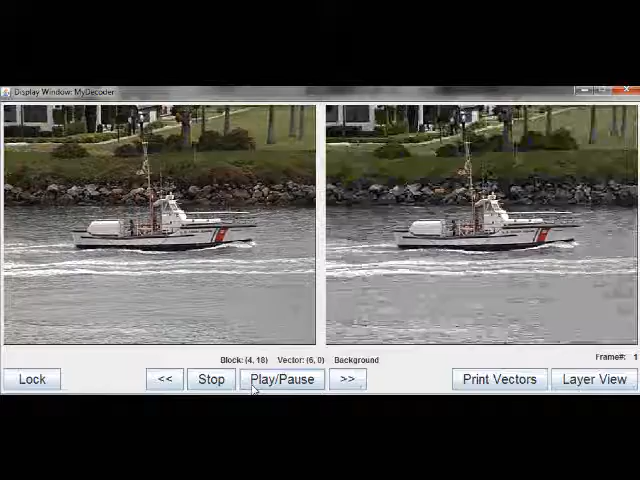 Display Window: MyDecoder
Block: (4, 18) Vector: (6, 0) Background
Frame#: 1
Lock << Stop Play/Pause >> Print Vectors Layer View